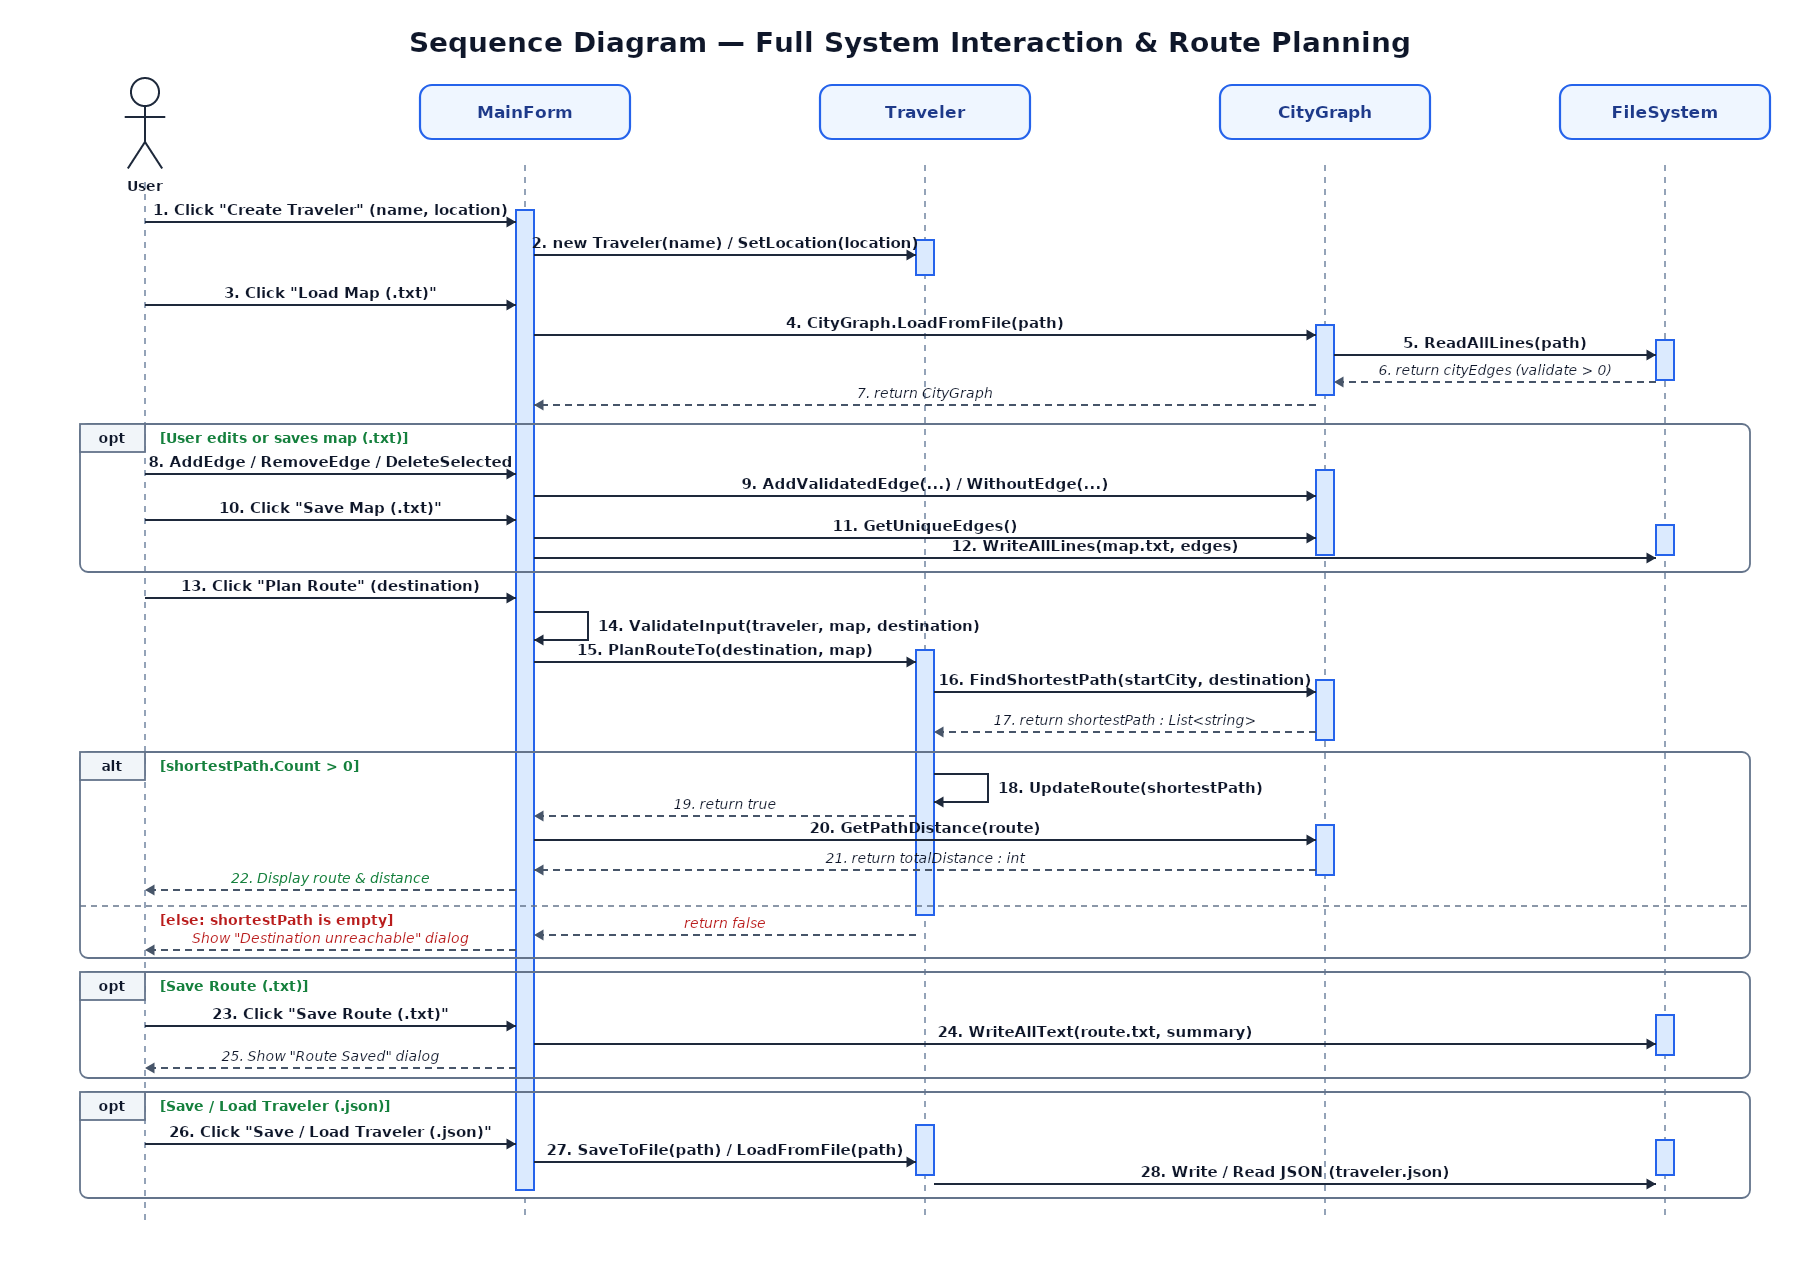 Sequence Diagram — Full System Interaction & Route Planning
MainForm
Traveler
CityGraph
FileSystem
User
1. Click "Create Traveler" (name, location)
2. new Traveler(name) / SetLocation(location)
3. Click "Load Map (.txt)"
4. CityGraph.LoadFromFile(path)
5. ReadAllLines(path)
6. return cityEdges (validate > 0)
7. return CityGraph
opt
[User edits or saves map (.txt)]
8. AddEdge / RemoveEdge / DeleteSelected
9. AddValidatedEdge(...) / WithoutEdge(...)
10. Click "Save Map (.txt)"
11. GetUniqueEdges()
12. WriteAllLines(map.txt, edges)
13. Click "Plan Route" (destination)
14. ValidateInput(traveler, map, destination)
15. PlanRouteTo(destination, map)
16. FindShortestPath(startCity, destination)
17. return shortestPath : List<string>
alt
[shortestPath.Count > 0]
18. UpdateRoute(shortestPath)
19. return true
20. GetPathDistance(route)
21. return totalDistance : int
22. Display route & distance
[else: shortestPath is empty]
return false
Show "Destination unreachable" dialog
opt
[Save Route (.txt)]
23. Click "Save Route (.txt)"
24. WriteAllText(route.txt, summary)
25. Show "Route Saved" dialog
opt
[Save / Load Traveler (.json)]
26. Click "Save / Load Traveler (.json)"
27. SaveToFile(path) / LoadFromFile(path)
28. Write / Read JSON (traveler.json)